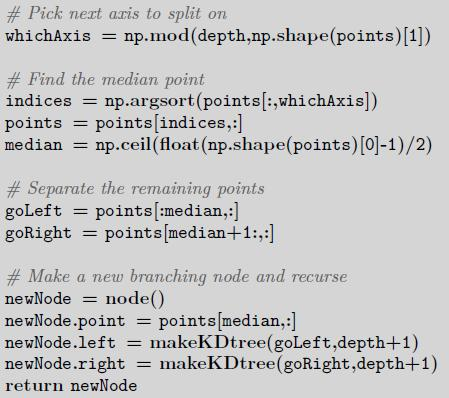 # Pick next axis to split on
whichAxis = np.mod(depth,np.shape(points)[1])
# Find the median point
indices = np.argsort(points[:,whichAxis])
points = points[indices,:]
median = np.ceil(float(np.shape(points)[0]-1)/2)
# Separate the remaining points
goLeft = points[:median,:]
goRight = points[median+1:,:]
# Make a new branching node and recurse
newNode = node()
newNode.point = points[median,:]
newNode.left = makeKDtree(goLeft,depth+1)
newNode.right = makeKDtree(goRight,depth+1)
return newNode